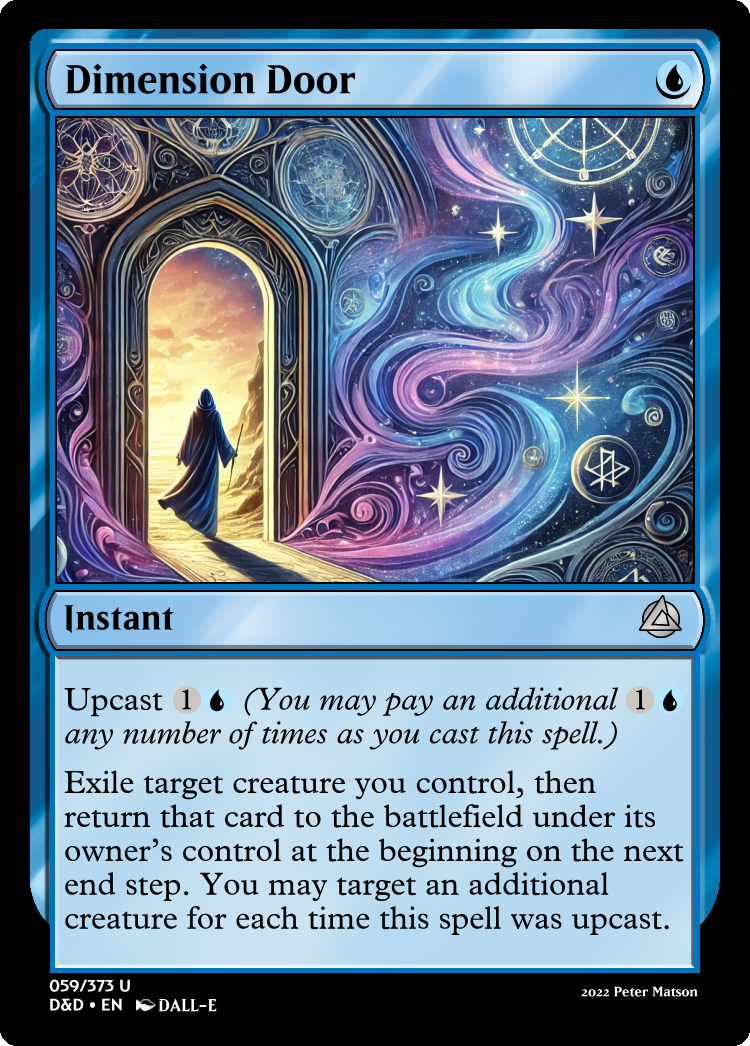 Dimension Door
Instant
Upcast 1 (You may pay an additional 1
any number of times as you cast this spell.)
Exile target creature you control, then
return that card to the battlefield under its
owner's control at the beginning on the next
end step. You may target an additional
creature for each time this spell was upcast.
059/373 U
D&D • EN DALL-E
2022 Peter Matson